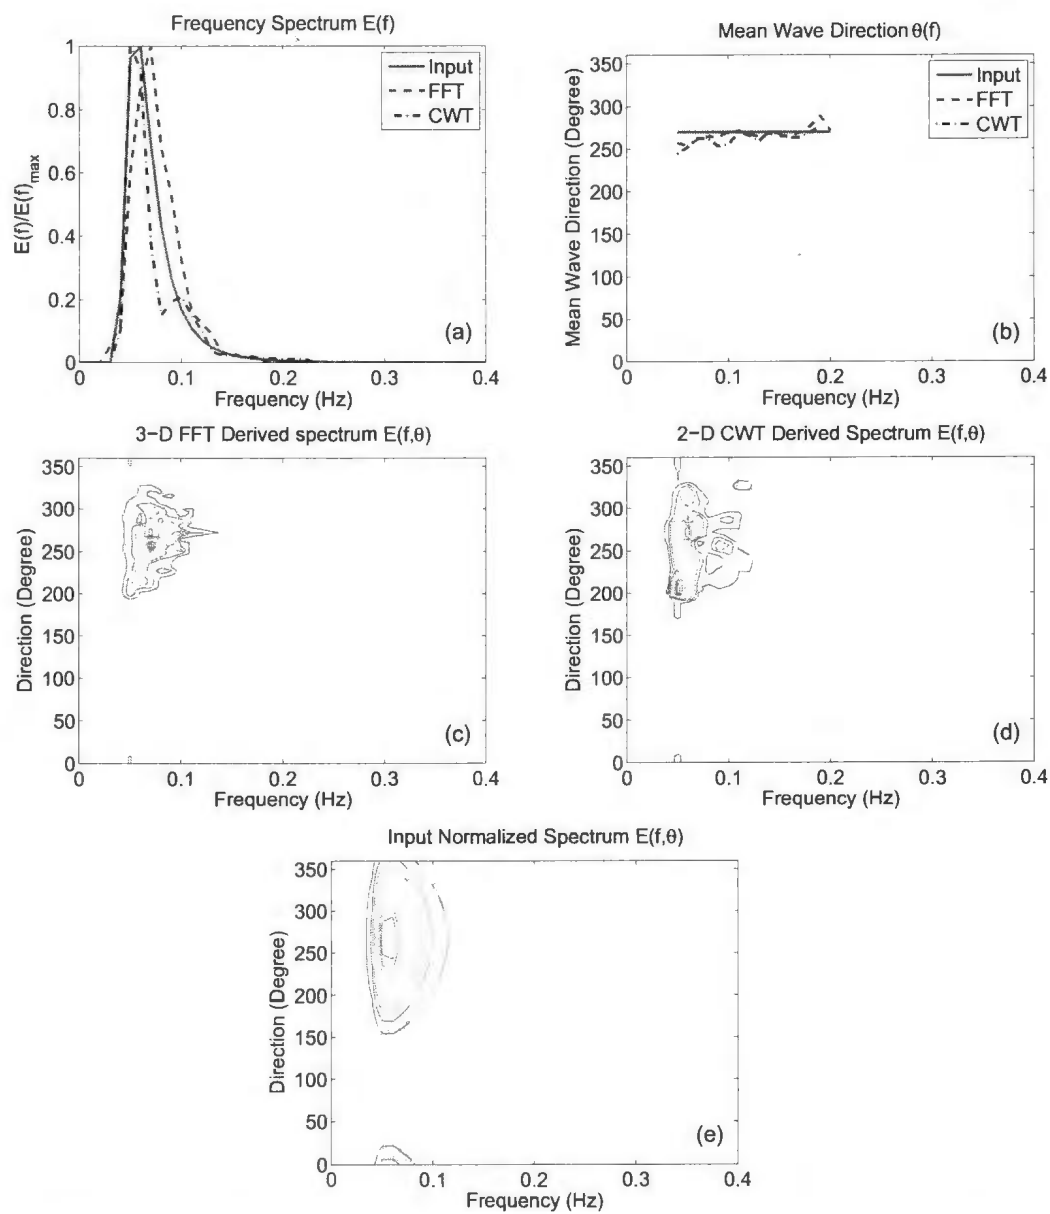 Frequency Spectrum E(f)
E(f)/E(f)max
1
0.8
0.6
0.4
0.2
0
Input
FFT
CWT
(a)
0 0.1 0.2 0.3 0.4
Frequency (Hz)
Mean Wave Direction θ(f)
Mean Wave Direction (Degree)
350
300
250
200
150
100
50
0
Input
FFT
CWT
(b)
0 0.1 0.2 0.3 0.4
Frequency (Hz)
3−D FFT Derived spectrum E(f,θ)
Direction (Degree)
350
300
250
200
150
100
50
0
(c)
0 0.1 0.2 0.3 0.4
Frequency (Hz)
2−D CWT Derived Spectrum E(f,θ)
Direction (Degree)
350
300
250
200
150
100
50
0
(d)
0 0.1 0.2 0.3 0.4
Frequency (Hz)
Input Normalized Spectrum E(f,θ)
Direction (Degree)
350
300
250
200
150
100
50
0
(e)
0 0.1 0.2 0.3 0.4
Frequency (Hz)